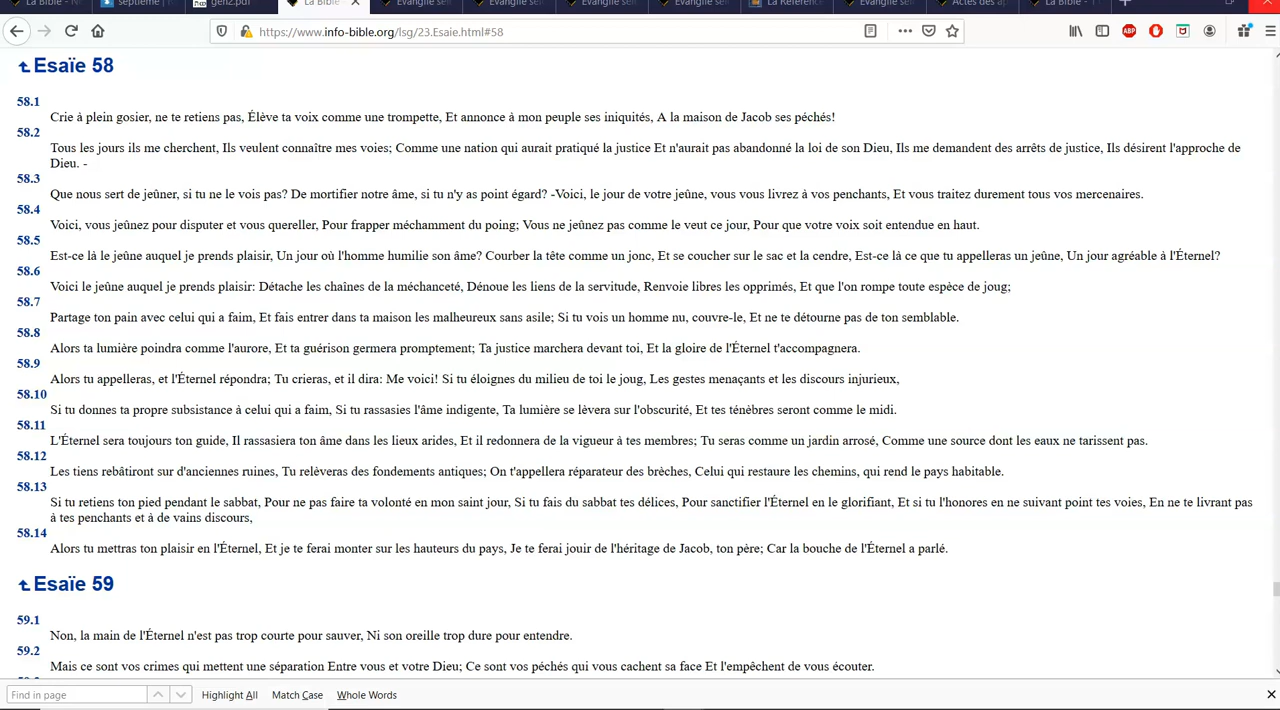 La Bible - N
septième | R
gen2.pdf
La Bible
Évangile sel
Évangile sel
Évangile sel
Évangile sel
La Référence
Évangile sel
Actes des ap
La Bible -
https://www.info-bible.org/lsg/23.Esaie.html#58
Esaïe 58
58.1
Crie à plein gosier, ne te retiens pas, Élève ta voix comme une trompette, Et annonce à mon peuple ses iniquités, A la maison de Jacob ses péchés!
58.2
Tous les jours ils me cherchent, Ils veulent connaître mes voies; Comme une nation qui aurait pratiqué la justice Et n'aurait pas abandonné la loi de son Dieu, Ils me demandent des arrêts de justice, Ils désirent l'approche de
Dieu. -
58.3
Que nous sert de jeûner, si tu ne le vois pas? De mortifier notre âme, si tu n'y as point égard? -Voici, le jour de votre jeûne, vous vous livrez à vos penchants, Et vous traitez durement tous vos mercenaires.
58.4
Voici, vous jeûnez pour disputer et vous quereller, Pour frapper méchamment du poing; Vous ne jeûnez pas comme le veut ce jour, Pour que votre voix soit entendue en haut.
58.5
Est-ce là le jeûne auquel je prends plaisir, Un jour où l'homme humilie son âme? Courber la tête comme un jonc, Et se coucher sur le sac et la cendre, Est-ce là ce que tu appelleras un jeûne, Un jour agréable à l'Éternel?
58.6
Voici le jeûne auquel je prends plaisir: Détache les chaînes de la méchanceté, Dénoue les liens de la servitude, Renvoie libres les opprimés, Et que l'on rompe toute espèce de joug;
58.7
Partage ton pain avec celui qui a faim, Et fais entrer dans ta maison les malheureux sans asile; Si tu vois un homme nu, couvre-le, Et ne te détourne pas de ton semblable.
58.8
Alors ta lumière poindra comme l'aurore, Et ta guérison germera promptement; Ta justice marchera devant toi, Et la gloire de l'Éternel t'accompagnera.
58.9
Alors tu appelleras, et l'Éternel répondra; Tu crieras, et il dira: Me voici! Si tu éloignes du milieu de toi le joug, Les gestes menaçants et les discours injurieux,
58.10
Si tu donnes ta propre subsistance à celui qui a faim, Si tu rassasies l'âme indigente, Ta lumière se lèvera sur l'obscurité, Et tes ténèbres seront comme le midi.
58.11
L'Éternel sera toujours ton guide, Il rassasiera ton âme dans les lieux arides, Et il redonnera de la vigueur à tes membres; Tu seras comme un jardin arrosé, Comme une source dont les eaux ne tarissent pas.
58.12
Les tiens rebâtiront sur d'anciennes ruines, Tu relèveras des fondements antiques; On t'appellera réparateur des brèches, Celui qui restaure les chemins, qui rend le pays habitable.
58.13
Si tu retiens ton pied pendant le sabbat, Pour ne pas faire ta volonté en mon saint jour, Si tu fais du sabbat tes délices, Pour sanctifier l'Éternel en le glorifiant, Et si tu l'honores en ne suivant point tes voies, En ne te livrant pas
à tes penchants et à de vains discours,
58.14
Alors tu mettras ton plaisir en l'Éternel, Et je te ferai monter sur les hauteurs du pays, Je te ferai jouir de l'héritage de Jacob, ton père; Car la bouche de l'Éternel a parlé.
Esaïe 59
59.1
Non, la main de l'Éternel n'est pas trop courte pour sauver, Ni son oreille trop dure pour entendre.
59.2
Mais ce sont vos crimes qui mettent une séparation Entre vous et votre Dieu; Ce sont vos péchés qui vous cachent sa face Et l'empêchent de vous écouter.
Find in page
Highlight All
Match Case
Whole Words